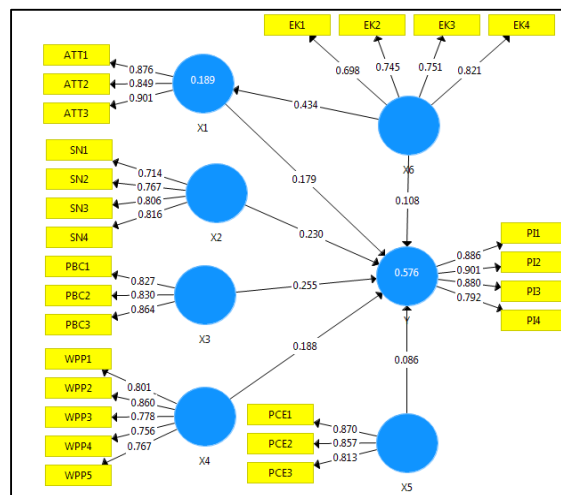 EK1 EK2 EK3 EK4
0.698 0.745 0.751 0.821
X6
ATT1
ATT2
ATT3
0.876
0.849
0.901
0.189
X1
0.434
0.179
0.108
SN1
SN2
SN3
SN4
0.714
0.767
0.806
0.816
X2
0.230
PBC1
PBC2
PBC3
0.827
0.830
0.864
X3
0.255
0.576
Y
0.886
0.901
0.880
0.792
PI1
PI2
PI3
PI4
WPP1
WPP2
WPP3
WPP4
WPP5
0.801
0.860
0.778
0.756
0.767
X4
0.188
0.086
PCE1
PCE2
PCE3
0.870
0.857
0.813
X5